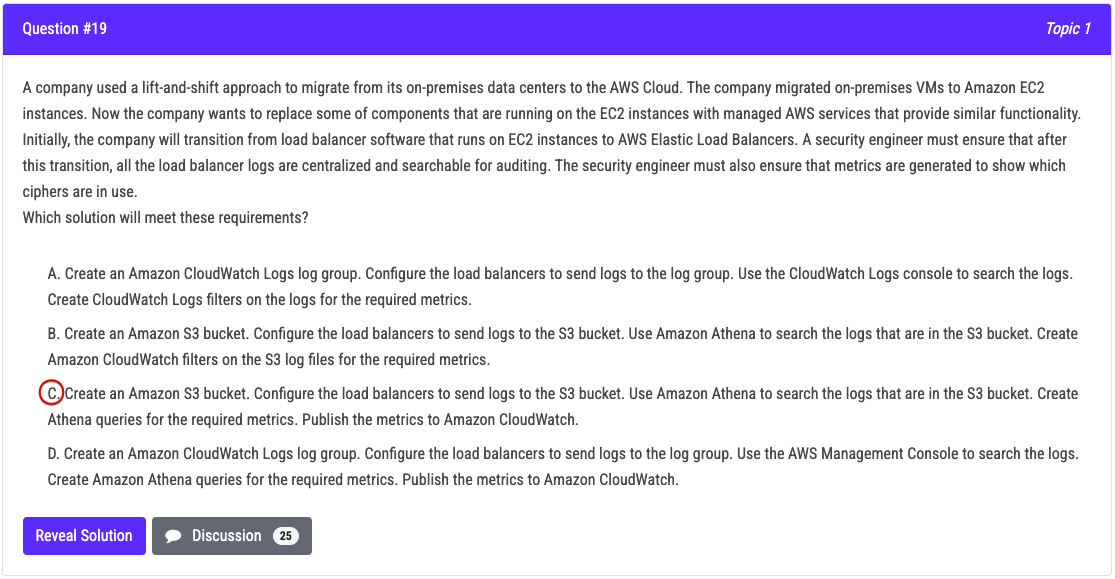 Question #19
Topic 1
A company used a lift-and-shift approach to migrate from its on-premises data centers to the AWS Cloud. The company migrated on-premises VMs to Amazon EC2
instances. Now the company wants to replace some of components that are running on the EC2 instances with managed AWS services that provide similar functionality.
Initially, the company will transition from load balancer software that runs on EC2 instances to AWS Elastic Load Balancers. A security engineer must ensure that after
this transition, all the load balancer logs are centralized and searchable for auditing. The security engineer must also ensure that metrics are generated to show which
ciphers are in use.
Which solution will meet these requirements?
A. Create an Amazon CloudWatch Logs log group. Configure the load balancers to send logs to the log group. Use the CloudWatch Logs console to search the logs.
Create CloudWatch Logs filters on the logs for the required metrics.
B. Create an Amazon S3 bucket. Configure the load balancers to send logs to the S3 bucket. Use Amazon Athena to search the logs that are in the S3 bucket. Create
Amazon CloudWatch filters on the S3 log files for the required metrics.
C. Create an Amazon S3 bucket. Configure the load balancers to send logs to the S3 bucket. Use Amazon Athena to search the logs that are in the S3 bucket. Create
Athena queries for the required metrics. Publish the metrics to Amazon CloudWatch.
D. Create an Amazon CloudWatch Logs log group. Configure the load balancers to send logs to the log group. Use the AWS Management Console to search the logs.
Create Amazon Athena queries for the required metrics. Publish the metrics to Amazon CloudWatch.
Reveal Solution
Discussion 25